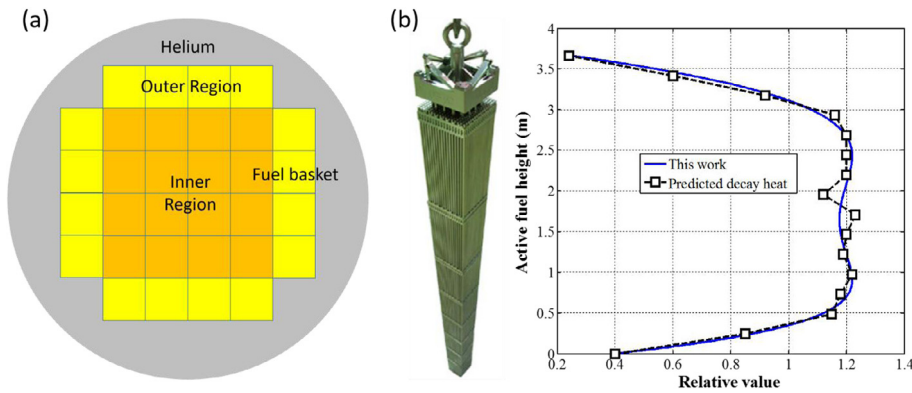 (a)
Helium
Outer Region
Inner
Region
Fuel basket
(b)
Active fuel height (m)
4
3.5
3
2.5
2
1.5
1
0.5
0
This work
Predicted decay heat
0.2
0.4
0.6
0.8
1
1.2
1.4
Relative value